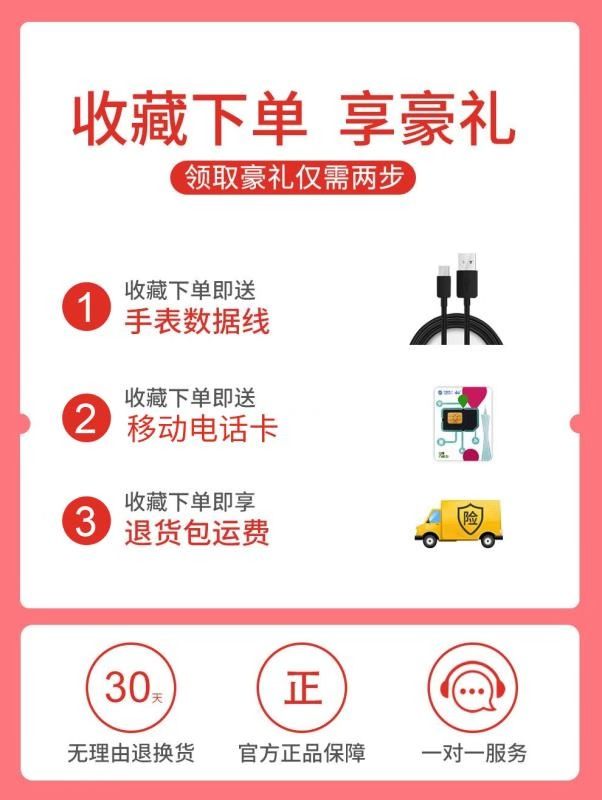 收藏下单 享豪礼
领取豪礼仅需两步
1
收藏下单即送
手表数据线
2
收藏下单即送
移动电话卡
3
收藏下单即享
退货包运费
险
30天
正
无理由退换货
官方正品保障
一对一服务